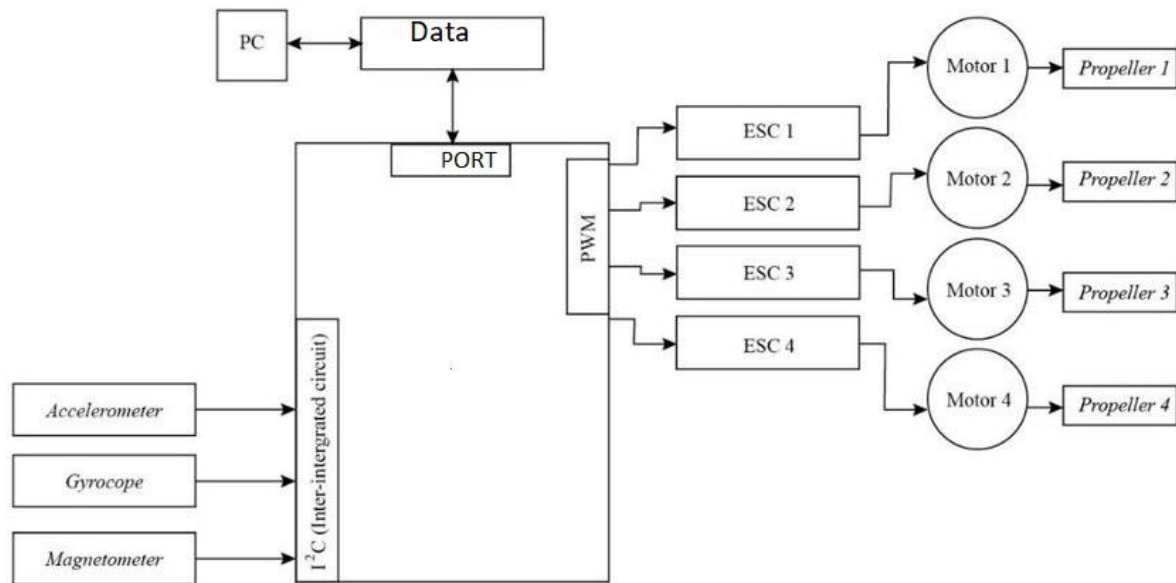 PC
Data
PORT
PWM
ESC 1
ESC 2
ESC 3
ESC 4
Motor 1
Motor 2
Motor 3
Motor 4
Propeller 1
Propeller 2
Propeller 3
Propeller 4
I²C (Inter-intergrated circuit)
Accelerometer
Gyrocope
Magnetometer